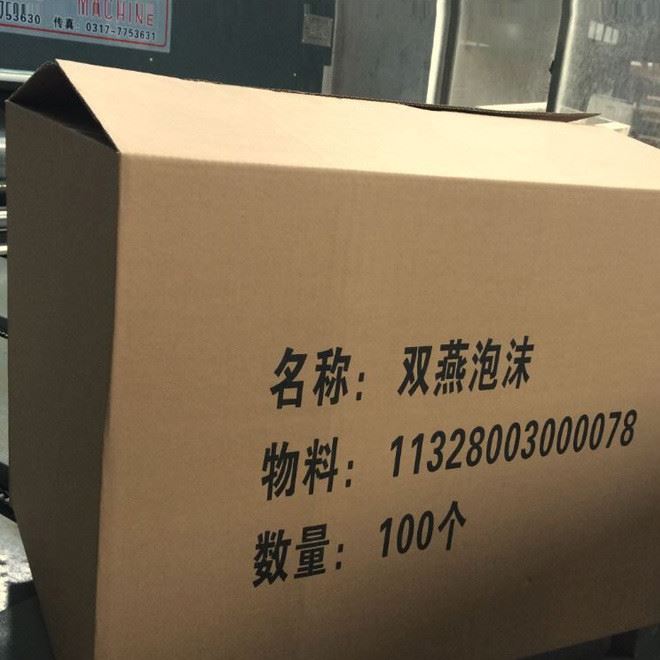 MACHINE
753630 传真:0317-7753631
名称：双燕泡沫
物料：11328003000078
数量：100个